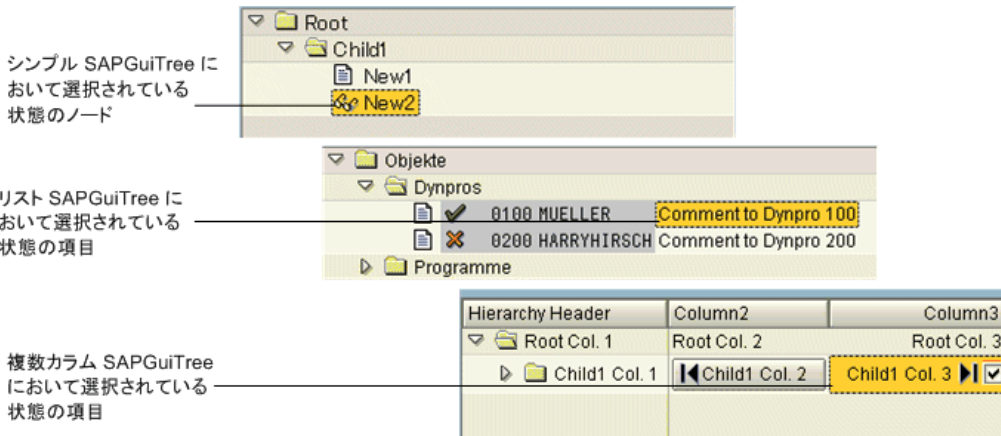 Root
Child1
New1
New2
シンプル SAPGuiTree に
おいて選択されている
状態のノード
Objekte
Dynpros
0100 MUELLER Comment to Dynpro 100
0200 HARRYHIRSCH Comment to Dynpro 200
Programme
リスト SAPGuiTree に
おいて選択されている
状態の項目
Hierarchy Header Column2 Column3
Root Col. 1 Root Col. 2 Root Col. 3
Child1 Col. 1 Child1 Col. 2 Child1 Col. 3
複数カラム SAPGuiTree
において選択されている
状態の項目